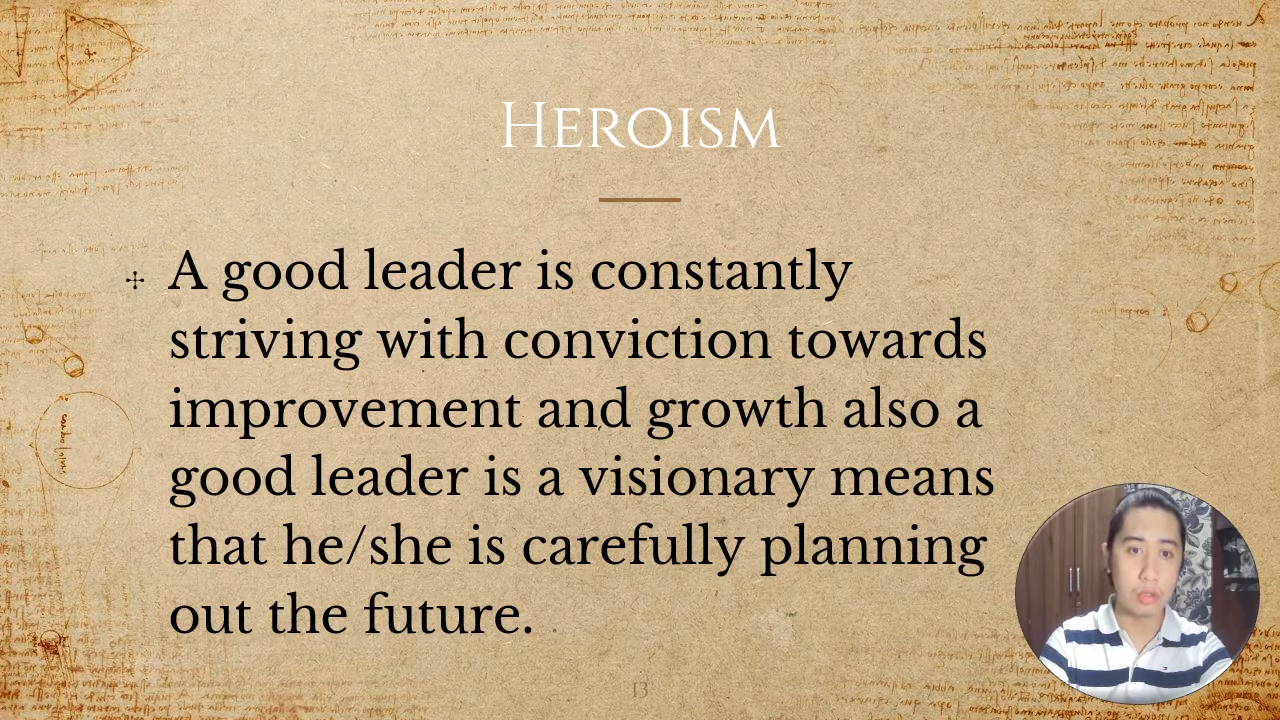 Heroism
A good leader is constantly
striving with conviction towards
improvement and growth also a
good leader is a visionary means
that he/she is carefully planning
out the future.
13